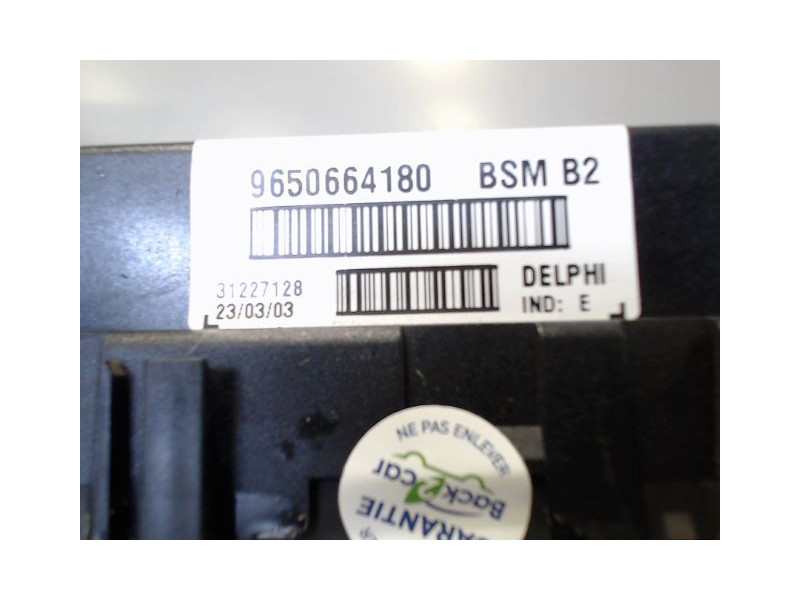 9650664180 BSM B2
31227128 DELPHI
23/03/03 IND: E
NE PAS ENLEVER!
Back2car
GARANTIE